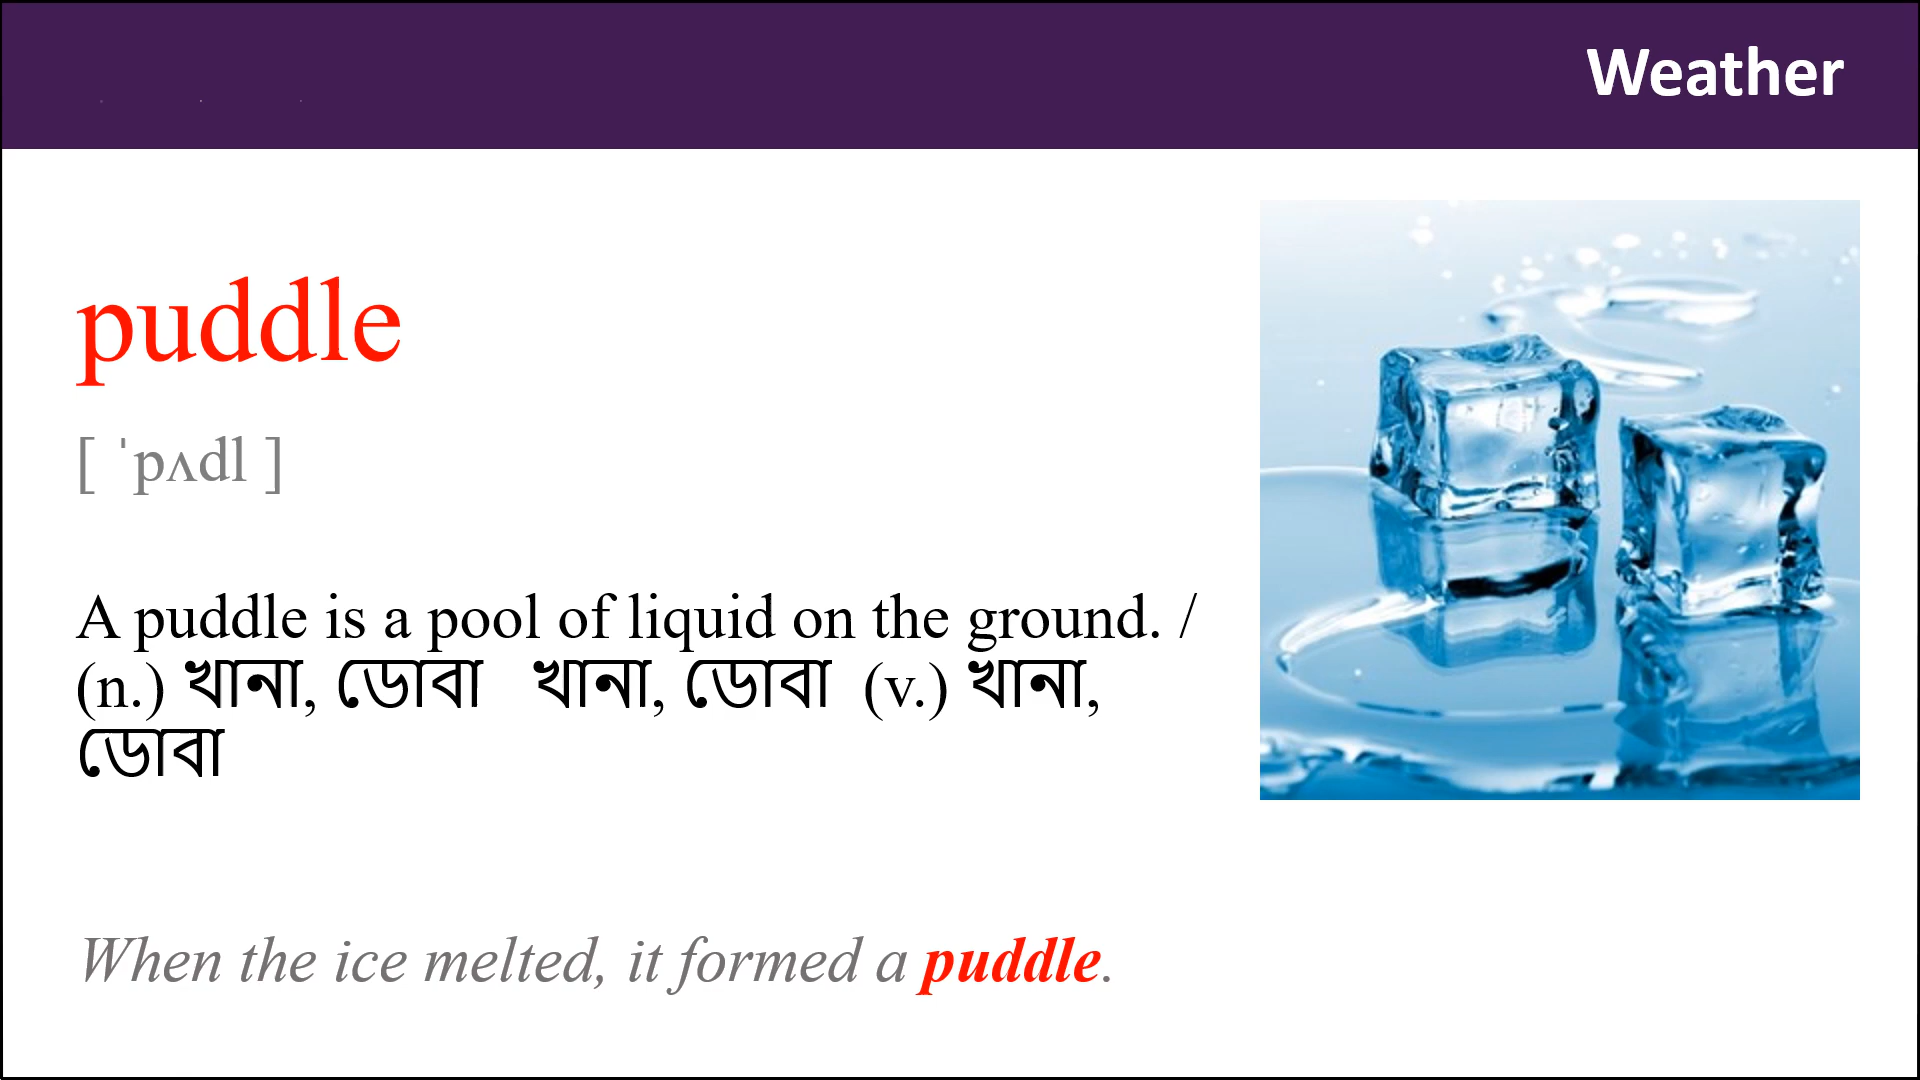 Weather
puddle
[ ˈpʌdl ]
A puddle is a pool of liquid on the ground. /
(n.) খানা, ডোবা   খানা, ডোবা  (v.) খানা,
ডোবা
When the ice melted, it formed a puddle.